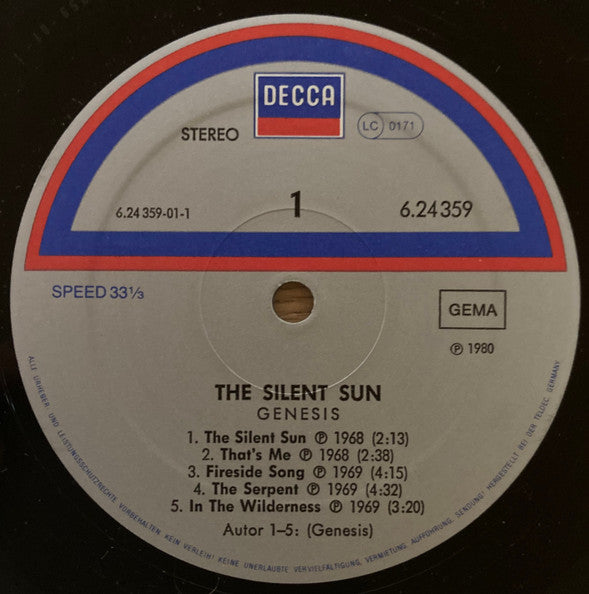 DECCA
STEREO
LC 0171
6.24 359-01-1
1
6.24359
SPEED 33⅓
GEMA
℗ 1980
THE SILENT SUN
GENESIS
1. The Silent Sun ℗ 1968 (2:13)
2. That's Me ℗ 1968 (2:38)
3. Fireside Song ℗ 1969 (4:15)
4. The Serpent ℗ 1969 (4:32)
5. In The Wilderness ℗ 1969 (3:20)
Autor 1–5: (Genesis)
ALLE URHEBER- UND LEISTUNGSSCHUTZRECHTE VORBEHALTEN. KEIN VERLEIH! KEINE UNERLAUBTE VERVIELFÄLTIGUNG, VERMIETUNG, AUFFÜHRUNG, SENDUNG! HERGESTELLT BEI DER TELDEC GERMANY